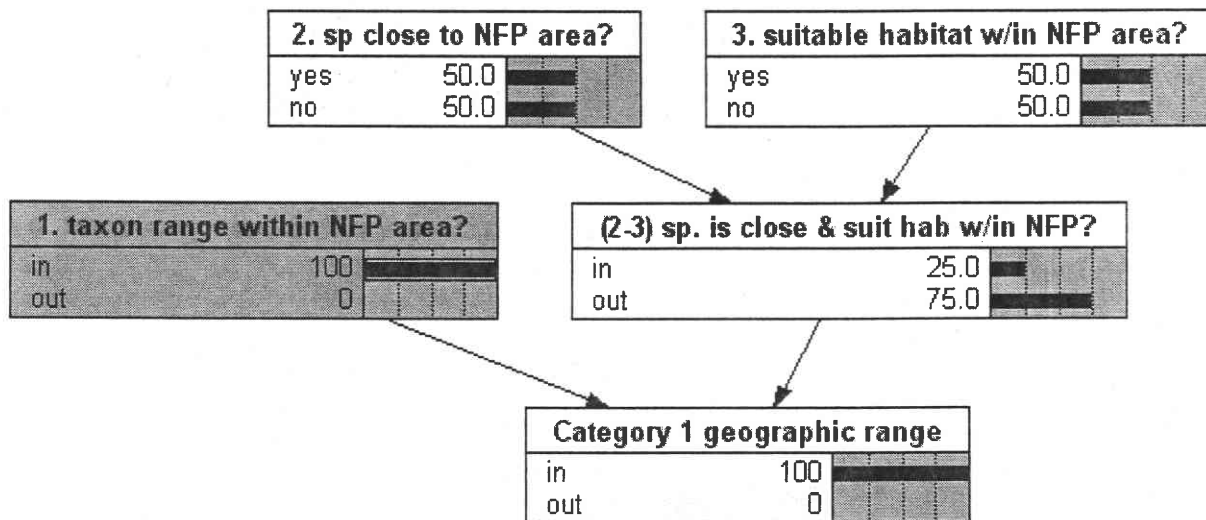 2. sp close to NFP area?
yes 50.0
no 50.0
3. suitable habitat w/in NFP area?
yes 50.0
no 50.0
1. taxon range within NFP area?
in 100
out 0
(2-3) sp. is close & suit hab w/in NFP?
in 25.0
out 75.0
Category 1 geographic range
in 100
out 0